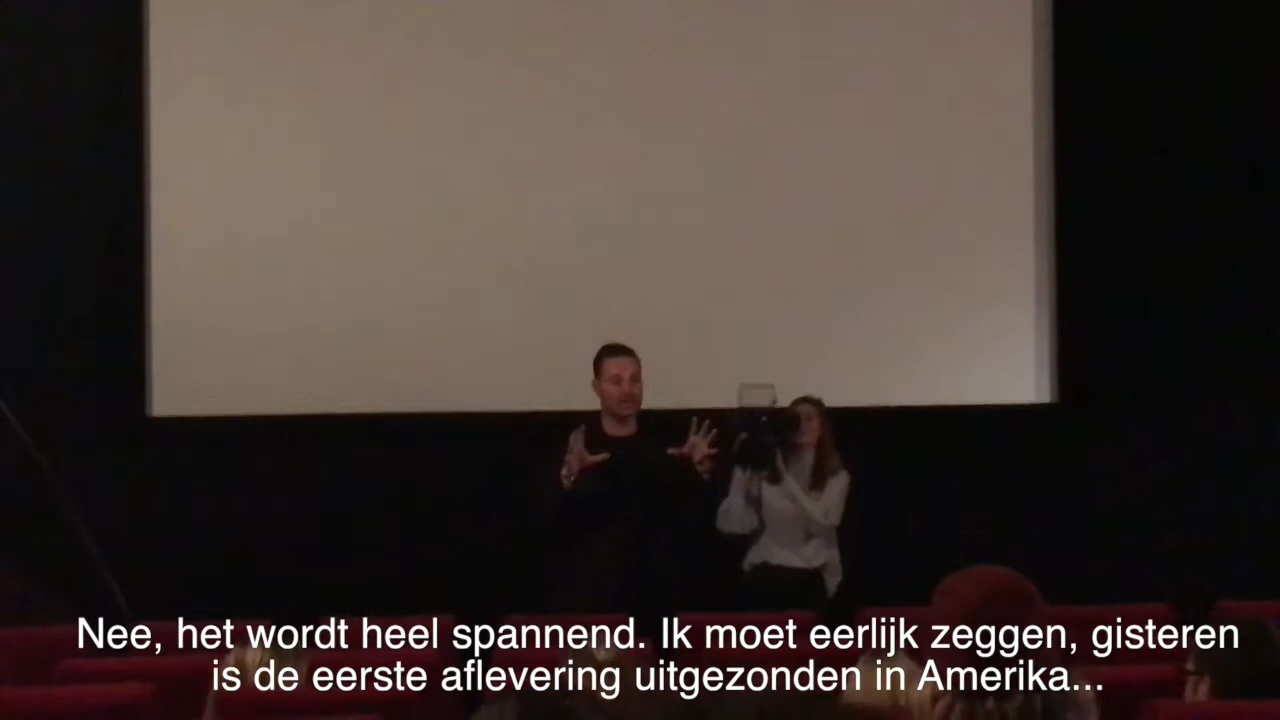 Nee, het wordt heel spannend. Ik moet eerlijk zeggen, gisteren
is de eerste aflevering uitgezonden in Amerika...